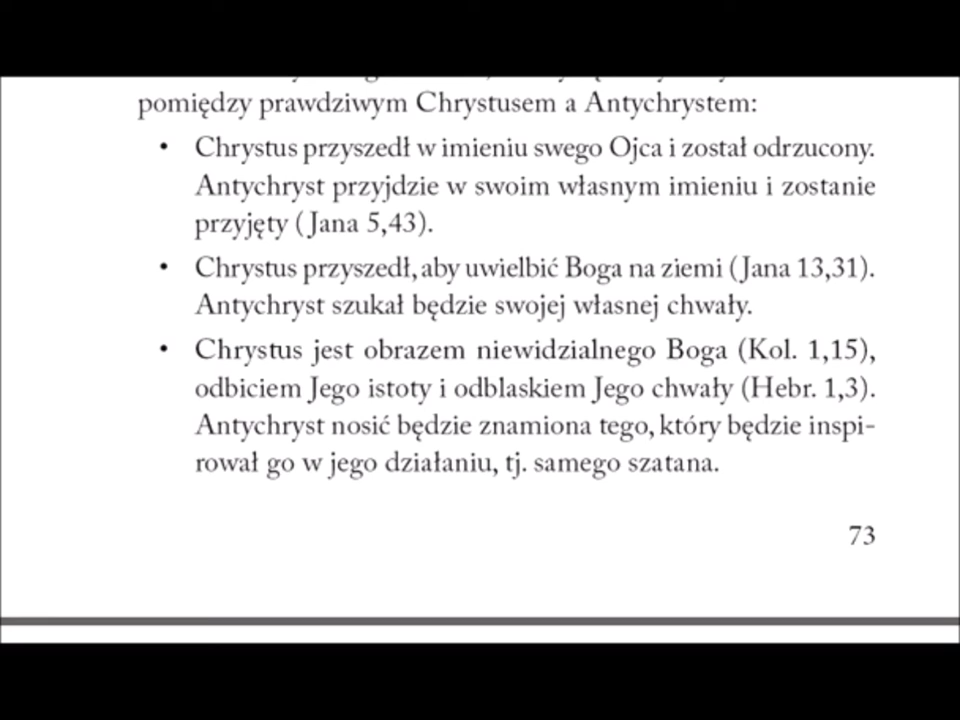 pomiędzy prawdziwym Chrystusem a Antychrystem:
• Chrystus przyszedł w imieniu swego Ojca i został odrzucony.
Antychryst przyjdzie w swoim własnym imieniu i zostanie
przyjęty (Jana 5,43).
• Chrystus przyszedł, aby uwielbić Boga na ziemi (Jana 13,31).
Antychryst szukał będzie swojej własnej chwały.
• Chrystus jest obrazem niewidzialnego Boga (Kol. 1,15),
odbiciem Jego istoty i odblaskiem Jego chwały (Hebr. 1,3).
Antychryst nosić będzie znamiona tego, który będzie inspi-
rował go w jego działaniu, tj. samego szatana.
73